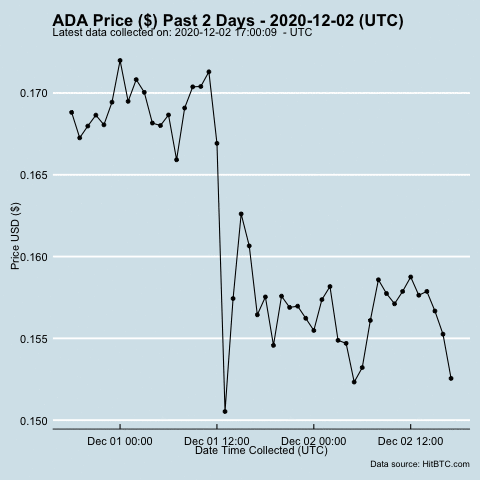 ADA Price ($) Past 2 Days - 2020-12-02 (UTC)
Latest data collected on: 2020-12-02 17:00:09 - UTC
0.170
0.165
0.160
0.155
0.150
Price USD ($)
Dec 01 00:00 Dec 01 12:00 Dec 02 00:00 Dec 02 12:00
Date Time Collected (UTC)
Data source: HitBTC.com